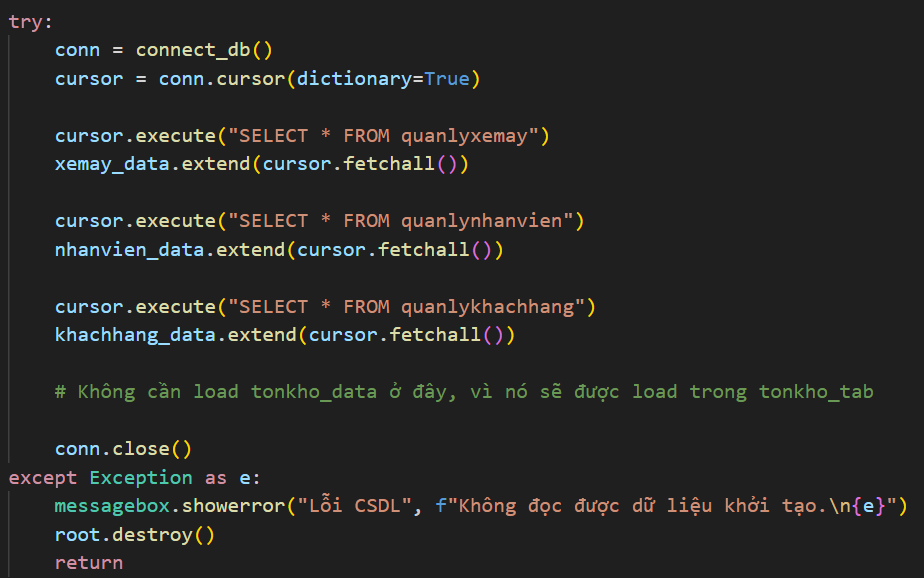 try:
    conn = connect_db()
    cursor = conn.cursor(dictionary=True)

    cursor.execute("SELECT * FROM quanlyxemay")
    xemay_data.extend(cursor.fetchall())

    cursor.execute("SELECT * FROM quanlynhanvien")
    nhanvien_data.extend(cursor.fetchall())

    cursor.execute("SELECT * FROM quanlykhachhang")
    khachhang_data.extend(cursor.fetchall())

    # Không cần load tonkho_data ở đây, vì nó sẽ được load trong tonkho_tab

    conn.close()
except Exception as e:
    messagebox.showerror("Lỗi CSDL", f"Không đọc được dữ liệu khởi tạo.\n{e}")
    root.destroy()
    return